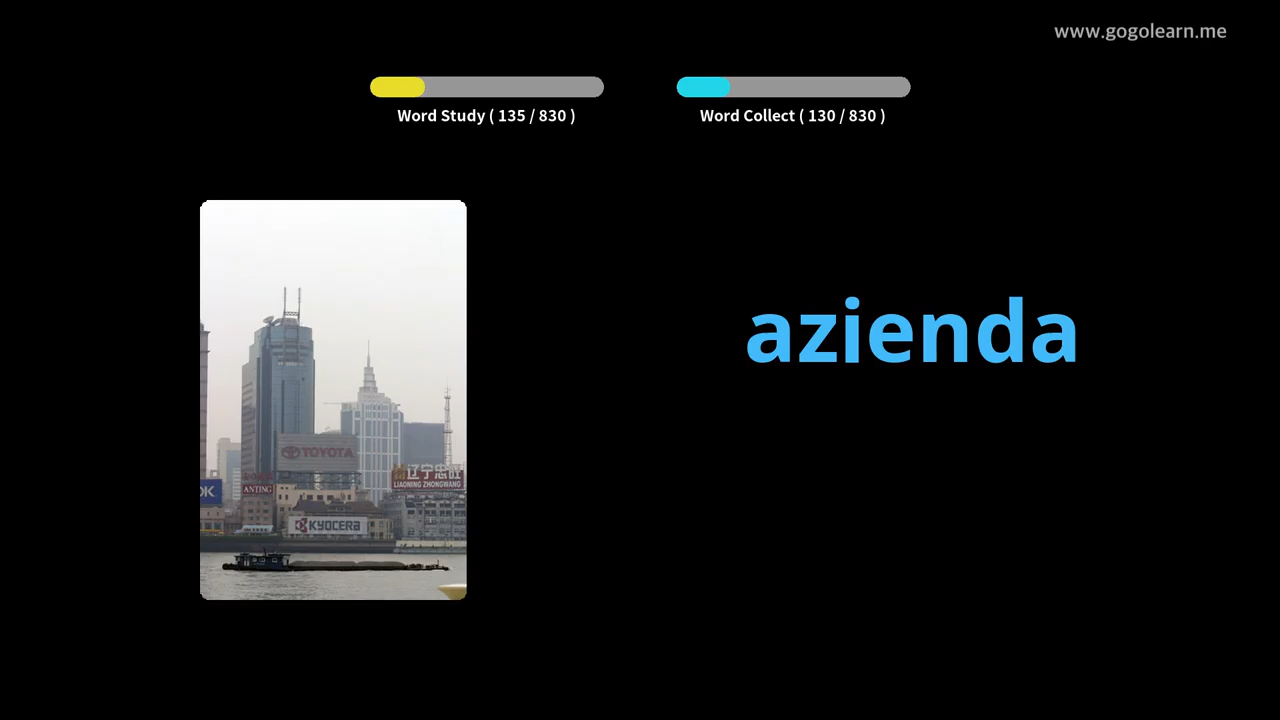 www.gogolearn.me
Word Study ( 135 / 830 )
Word Collect ( 130 / 830 )
azienda
TOYOTA
辽宁忠旺
LIAONING ZHONGWANG
OK
ANTING
KYOCERA